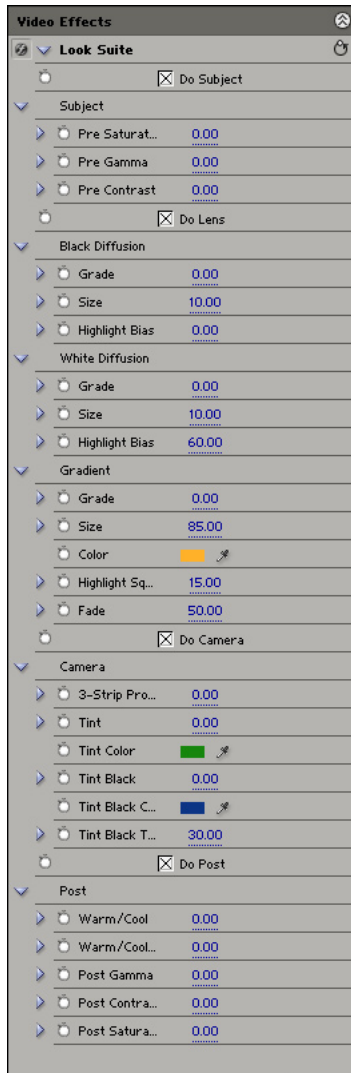 Video Effects
Look Suite
Do Subject
Subject
Pre Saturat... 0.00
Pre Gamma 0.00
Pre Contrast 0.00
Do Lens
Black Diffusion
Grade 0.00
Size 10.00
Highlight Bias 0.00
White Diffusion
Grade 0.00
Size 10.00
Highlight Bias 60.00
Gradient
Grade 0.00
Size 85.00
Color
Highlight Sq... 15.00
Fade 50.00
Do Camera
Camera
3-Strip Pro... 0.00
Tint 0.00
Tint Color
Tint Black 0.00
Tint Black C...
Tint Black T... 30.00
Do Post
Post
Warm/Cool 0.00
Warm/Cool... 0.00
Post Gamma 0.00
Post Contra... 0.00
Post Satura... 0.00